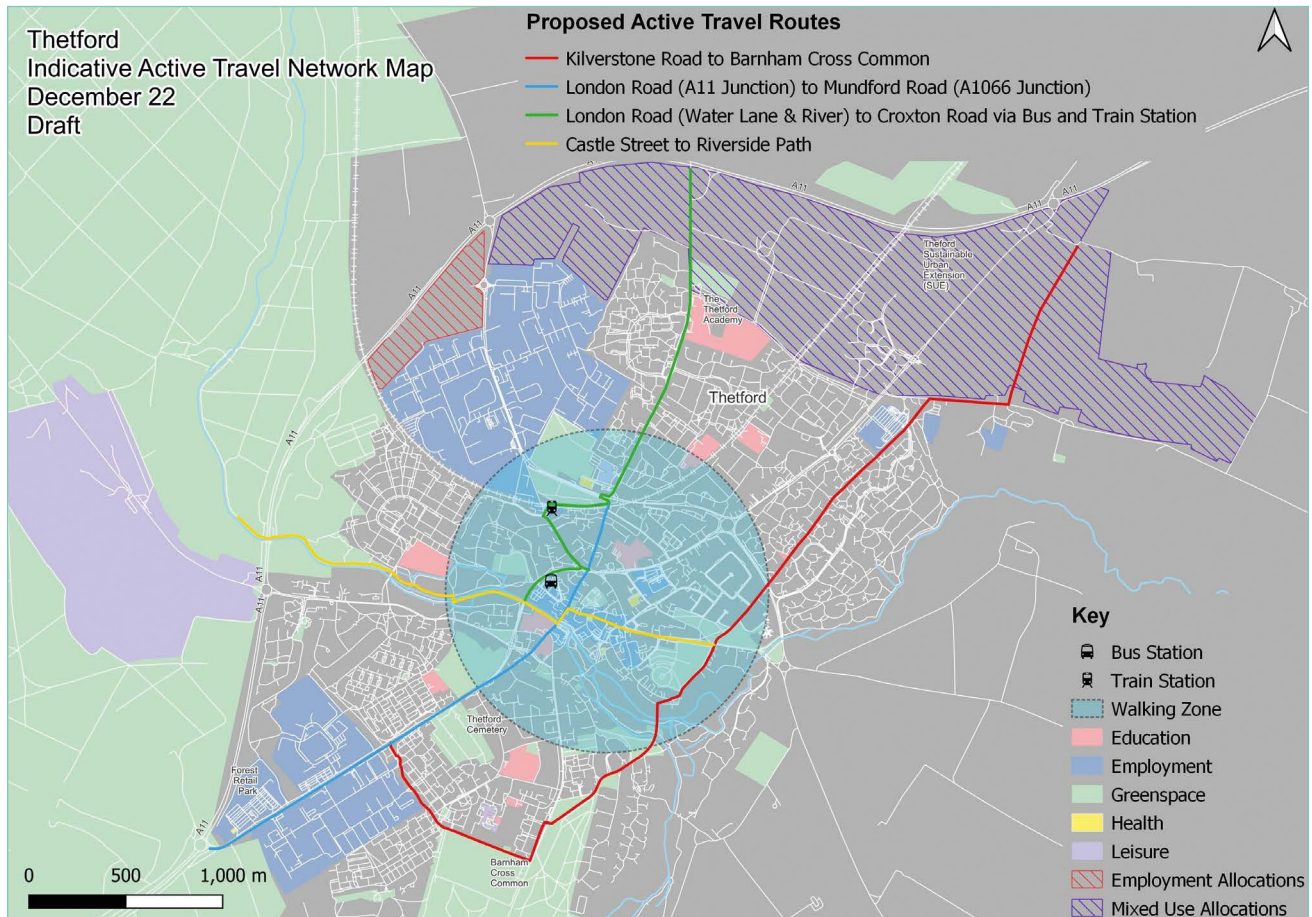 Thetford
Indicative Active Travel Network Map
December 22
Draft
Proposed Active Travel Routes
Kilverstone Road to Barnham Cross Common
London Road (A11 Junction) to Mundford Road (A1066 Junction)
London Road (Water Lane & River) to Croxton Road via Bus and Train Station
Castle Street to Riverside Path
A11
A11
A11
A11
A11
Thetford
Sustainable
Urban
Extension
(SUE)
A11
The
Thetford
Academy
Thetford
A11
A11
A11
Thetford
Cemetery
Forest
Retail
Park
A11
Barnham
Cross
Common
Key
Bus Station
Train Station
Walking Zone
Education
Employment
Greenspace
Health
Leisure
Employment Allocations
Mixed Use Allocations
0 500 1,000 m